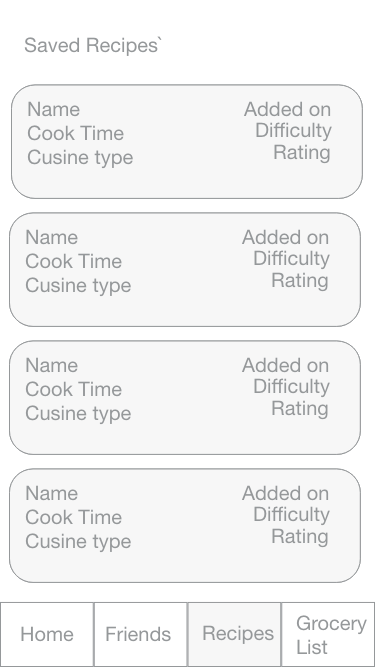 Saved Recipes`
Name
Cook Time
Cusine type
Added on
Difficulty
Rating
Name
Cook Time
Cusine type
Added on
Difficulty
Rating
Name
Cook Time
Cusine type
Added on
Difficulty
Rating
Name
Cook Time
Cusine type
Added on
Difficulty
Rating
Home
Friends
Recipes
Grocery
List